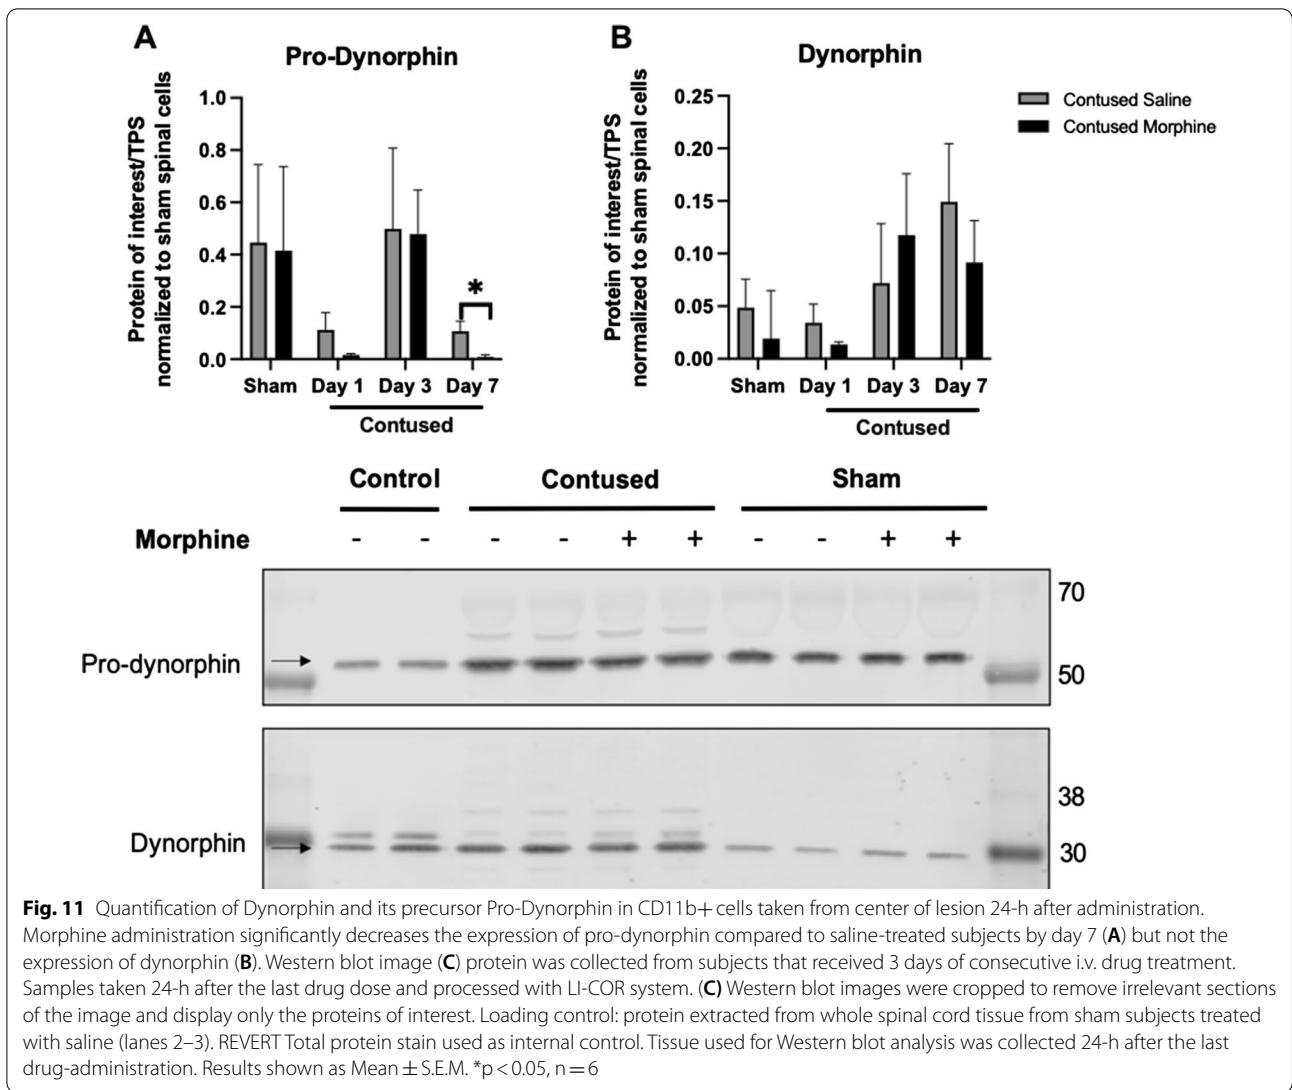 A
Pro-Dynorphin
Protein of interest/TPS
normalized to sham spinal cells
1.0
0.8
0.6
0.4
0.2
0.0
*
Sham Day 1 Day 3 Day 7
Contused
B
Dynorphin
Protein of interest/TPS
normalized to sham spinal cells
0.25
0.20
0.15
0.10
0.05
0.00
Sham Day 1 Day 3 Day 7
Contused
Contused Saline
Contused Morphine
Control Contused Sham
Morphine - - - - + + - - + +
70
Pro-dynorphin
50
38
Dynorphin
30
Fig. 11 Quantification of Dynorphin and its precursor Pro-Dynorphin in CD11b+ cells taken from center of lesion 24-h after administration.
Morphine administration significantly decreases the expression of pro-dynorphin compared to saline-treated subjects by day 7 (A) but not the
expression of dynorphin (B). Western blot image (C) protein was collected from subjects that received 3 days of consecutive i.v. drug treatment.
Samples taken 24-h after the last drug dose and processed with LI-COR system. (C) Western blot images were cropped to remove irrelevant sections
of the image and display only the proteins of interest. Loading control: protein extracted from whole spinal cord tissue from sham subjects treated
with saline (lanes 2–3). REVERT Total protein stain used as internal control. Tissue used for Western blot analysis was collected 24-h after the last
drug-administration. Results shown as Mean ± S.E.M. *p < 0.05, n = 6